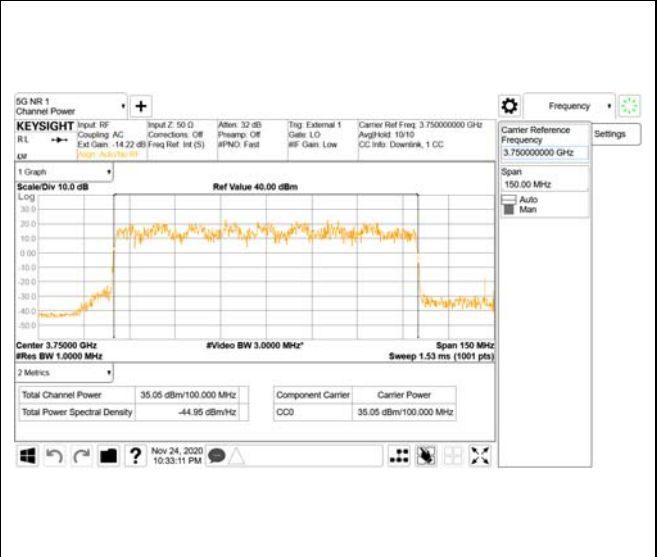 5G NR 1
Channel Power
Frequency
KEYSIGHT
Input: RF
Input Z: 50 Ω
Atten: 32 dB
Trig: External 1
Carrier Ref Freq: 3.750000000 GHz
R L
Coupling: AC
Corrections: Off
Preamp: Off
Gate: LO
Avg|Hold: 10/10
Ext Gain: -14.22 dB
Freq Ref: Int (S)
#PNO: Fast
#IF Gain: Low
CC Info: Downlink, 1 CC
Align: Auto/No RF
Carrier Reference
Frequency
3.750000000 GHz
Settings
Span
150.00 MHz
Auto
Man
1 Graph
Scale/Div 10.0 dB
Ref Value 40.00 dBm
Log
30.0
20.0
10.0
0.00
-10.0
-20.0
-30.0
-40.0
-50.0
Center 3.75000 GHz
#Video BW 3.0000 MHz*
Span 150 MHz
#Res BW 1.0000 MHz
Sweep 1.53 ms (1001 pts)
2 Metrics
Total Channel Power
35.05 dBm/100.000 MHz
Total Power Spectral Density
-44.95 dBm/Hz
Component Carrier
Carrier Power
CC0
35.05 dBm/100.000 MHz
Nov 24, 2020
10:33:11 PM